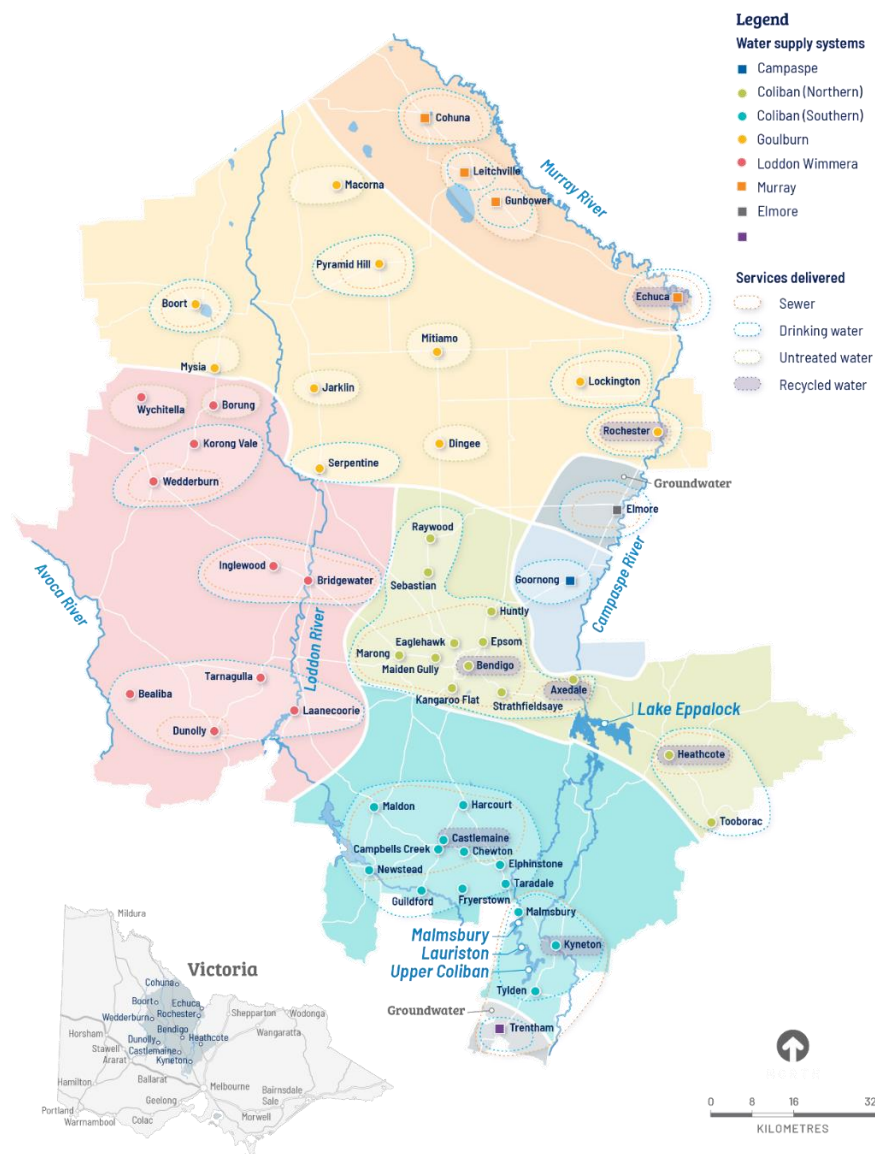 Legend
Water supply systems
Campaspe
Coliban (Northern)
Coliban (Southern)
Goulburn
Loddon Wimmera
Murray
Elmore
Services delivered
Sewer
Drinking water
Untreated water
Recycled water
Cohuna
Leitchville
Murray River
Macorna
Gunbower
Pyramid Hill
Echuca
Boort
Mitiamo
Mysia
Jarklin
Lockington
Wychitella
Borung
Korong Vale
Dingee
Rochester
Serpentine
Wedderburn
Groundwater
Elmore
Raywood
Avoca River
Inglewood
Bridgewater
Sebastian
Goornong
Campaspe River
Loddon River
Huntly
Eaglehawk
Epsom
Marong
Maiden Gully
Bendigo
Tarnagulla
Bealiba
Kangaroo Flat
Strathfieldsaye
Axedale
Laanecoorie
Lake Eppalock
Dunolly
Heathcote
Maldon
Harcourt
Tooborac
Castlemaine
Campbells Creek
Chewton
Newstead
Elphinstone
Taradale
Guildford
Fryerstown
Malmsbury
Malmsbury
Lauriston
Upper Coliban
Kyneton
Tylden
Groundwater
Trentham
Mildura
Victoria
Cohuna
Boort
Echuca
Wedderburn
Rochester
Shepparton
Wodonga
Wangaratta
Horsham
Bendigo
Stawell
Dunolly
Heathcote
Ararat
Castlemaine
Kyneton
Hamilton
Ballarat
Melbourne
Bairnsdale
Geelong
Sale
Portland
Morwell
Warrnambool
Colac
NORTH
0 8 16 32
KILOMETRES